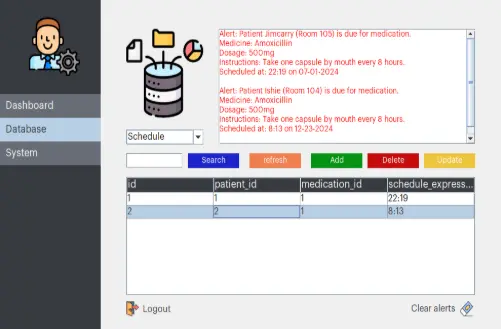 Alert: Patient Jimcarry (Room 105) is due for medication.
Medicine: Amoxicillin
Dosage: 500mg
Instructions: Take one capsule by mouth every 8 hours.
Scheduled at: 22:19 on 07-01-2024
Alert: Patient Ishie (Room 104) is due for medication.
Medicine: Amoxicillin
Dosage: 500mg
Instructions: Take one capsule by mouth every 8 hours.
Scheduled at: 8:13 on 12-23-2024
Dashboard
Database
System
Schedule
Search refresh Add Delete Update
id patient_id medication_id schedule_express...
1 1 1 22:19
2 2 1 8:13
Logout Clear alerts